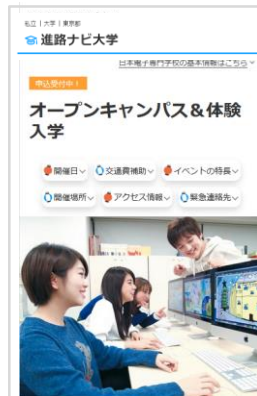 私立 | 大学 | 東京都
進路ナビ大学
日本電子専門学校の基本情報はこちら
申込受付中！
オープンキャンパス&体験
入学
開催日 交通費補助 イベントの特長
開催場所 アクセス情報 緊急連絡先